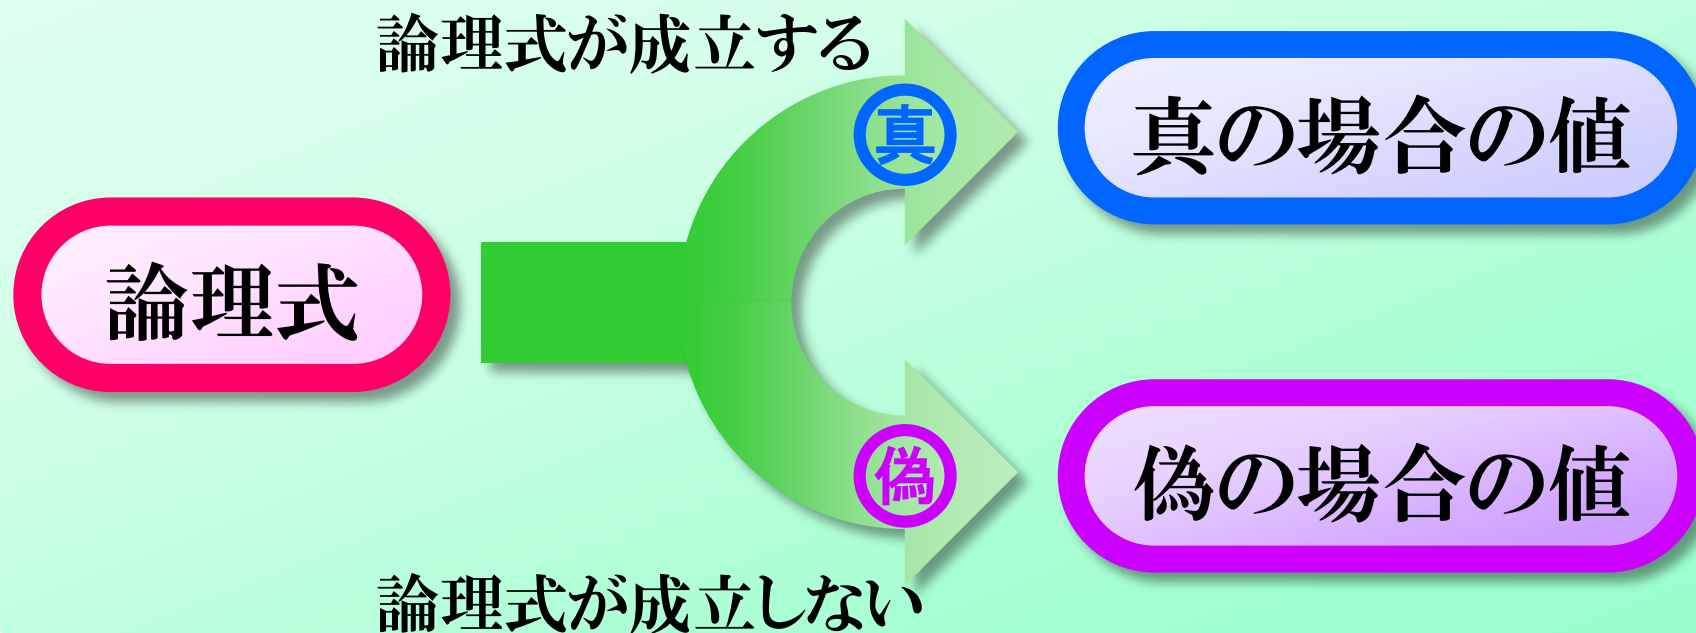 論理式が成立する
真
真の場合の値
論理式
偽
偽の場合の値
論理式が成立しない